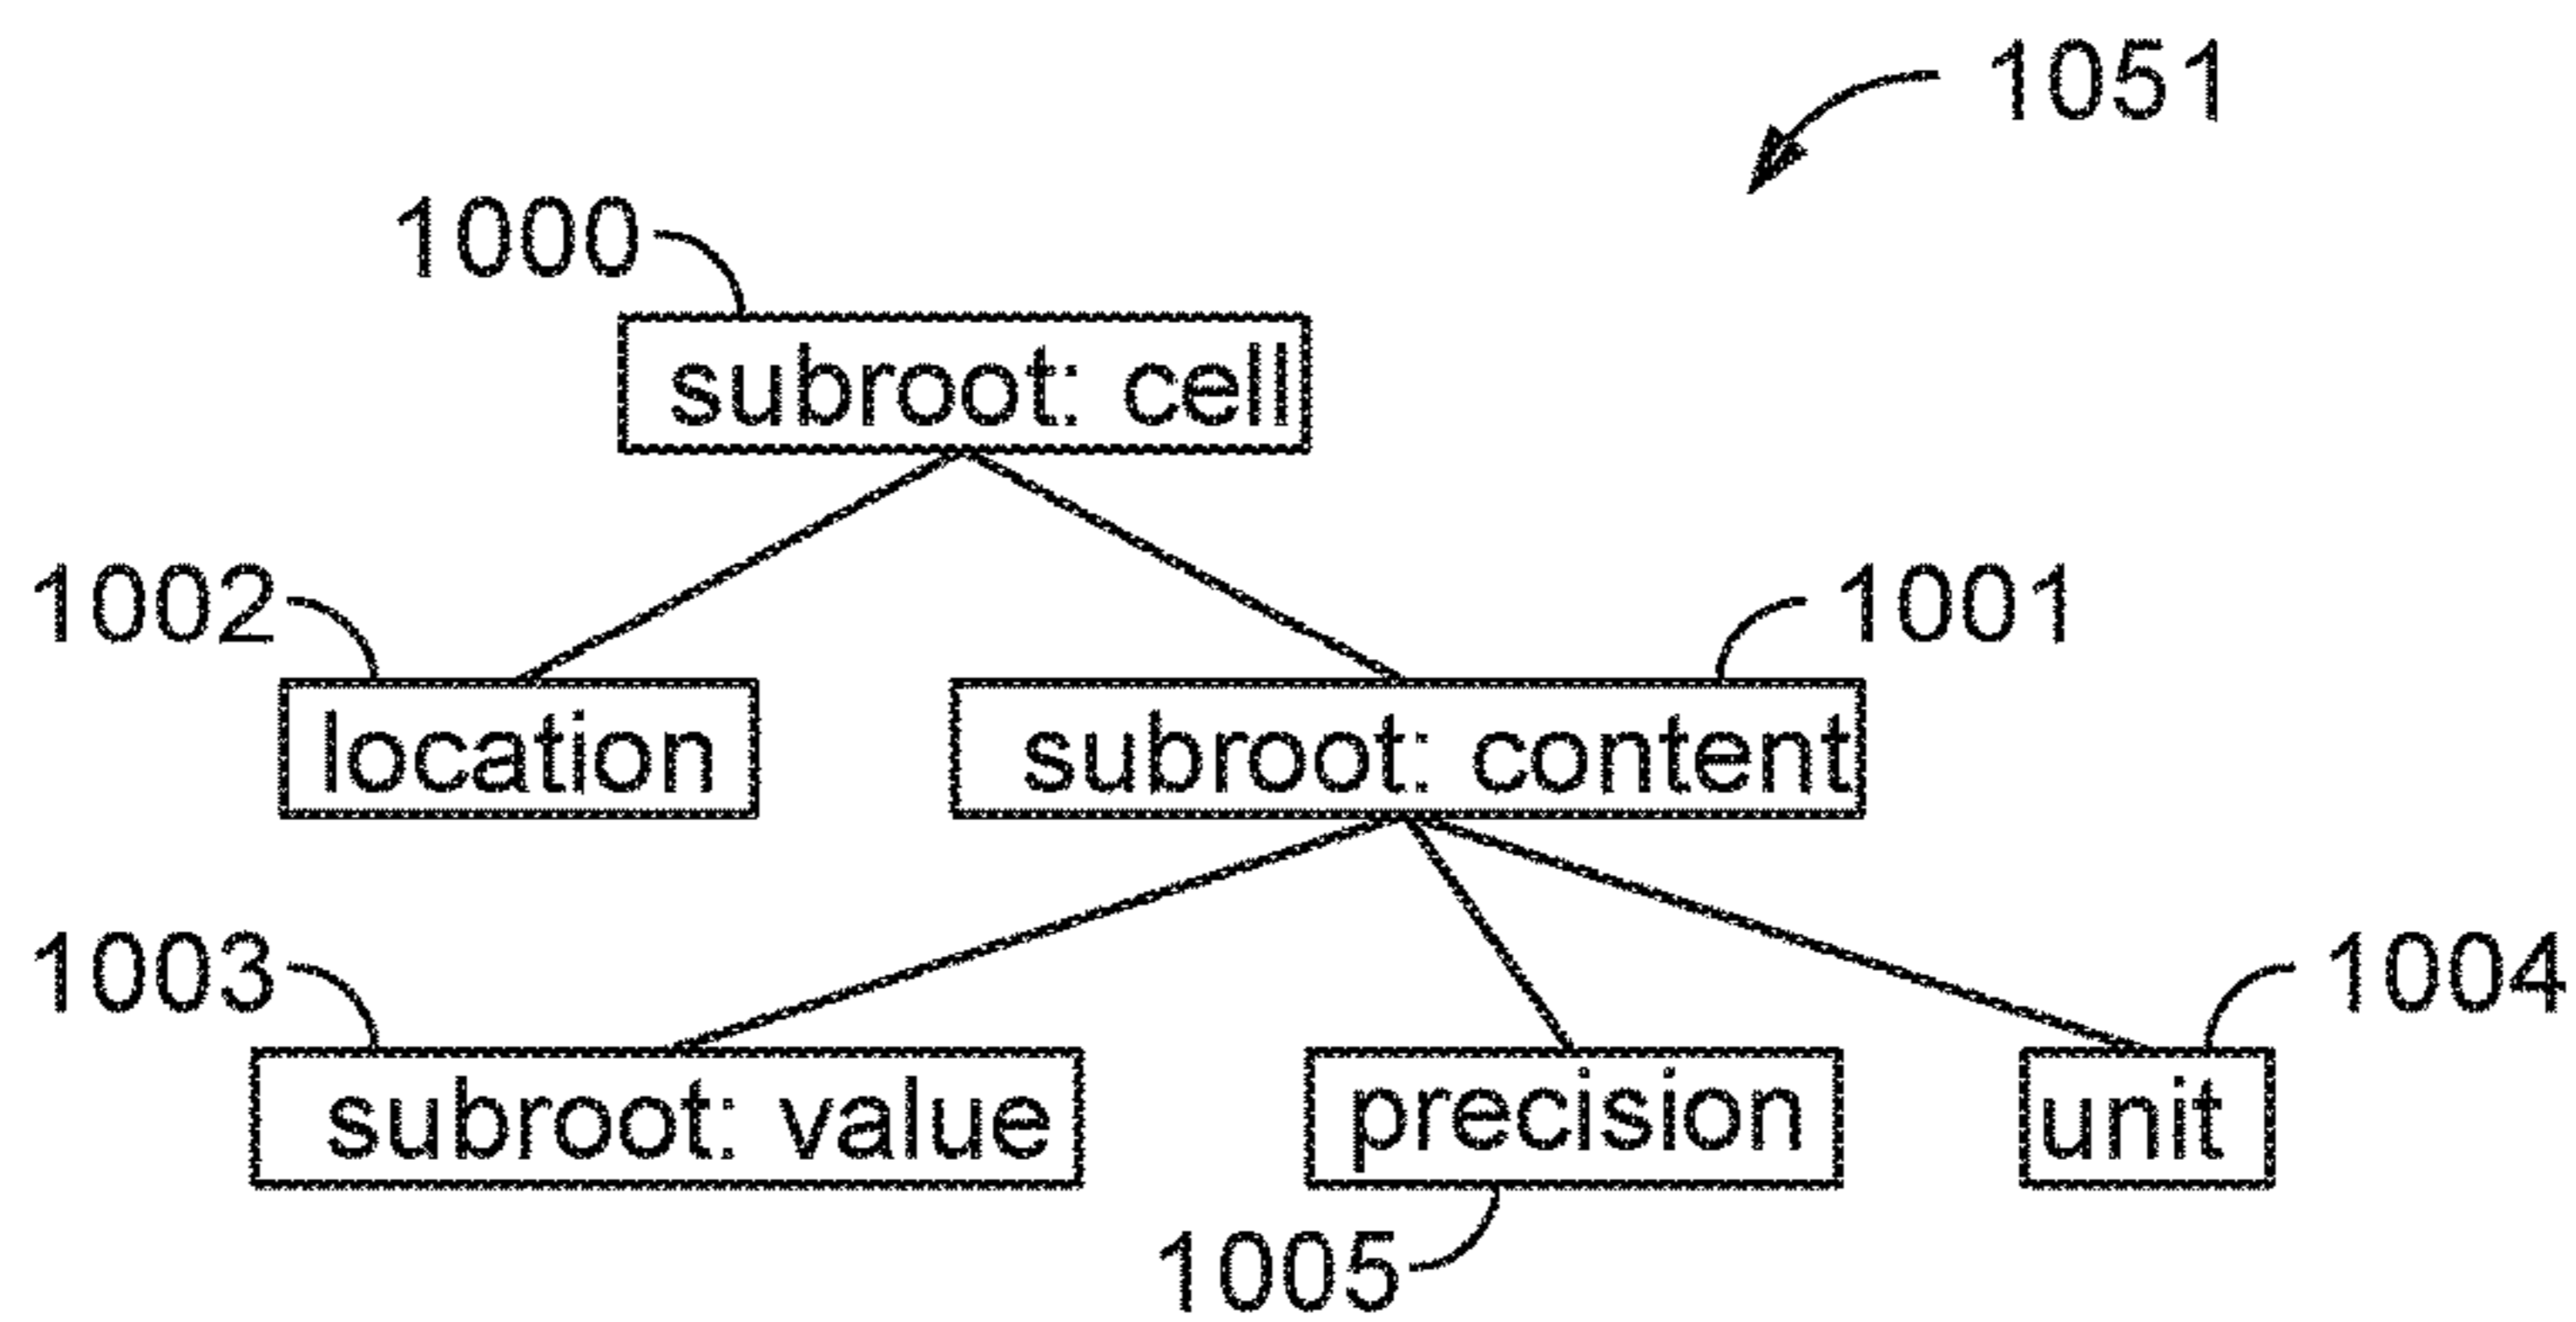 1051
1000
subroot: cell
1002
1001
location
subroot: content
1003
1004
subroot: value
precision
unit
1005